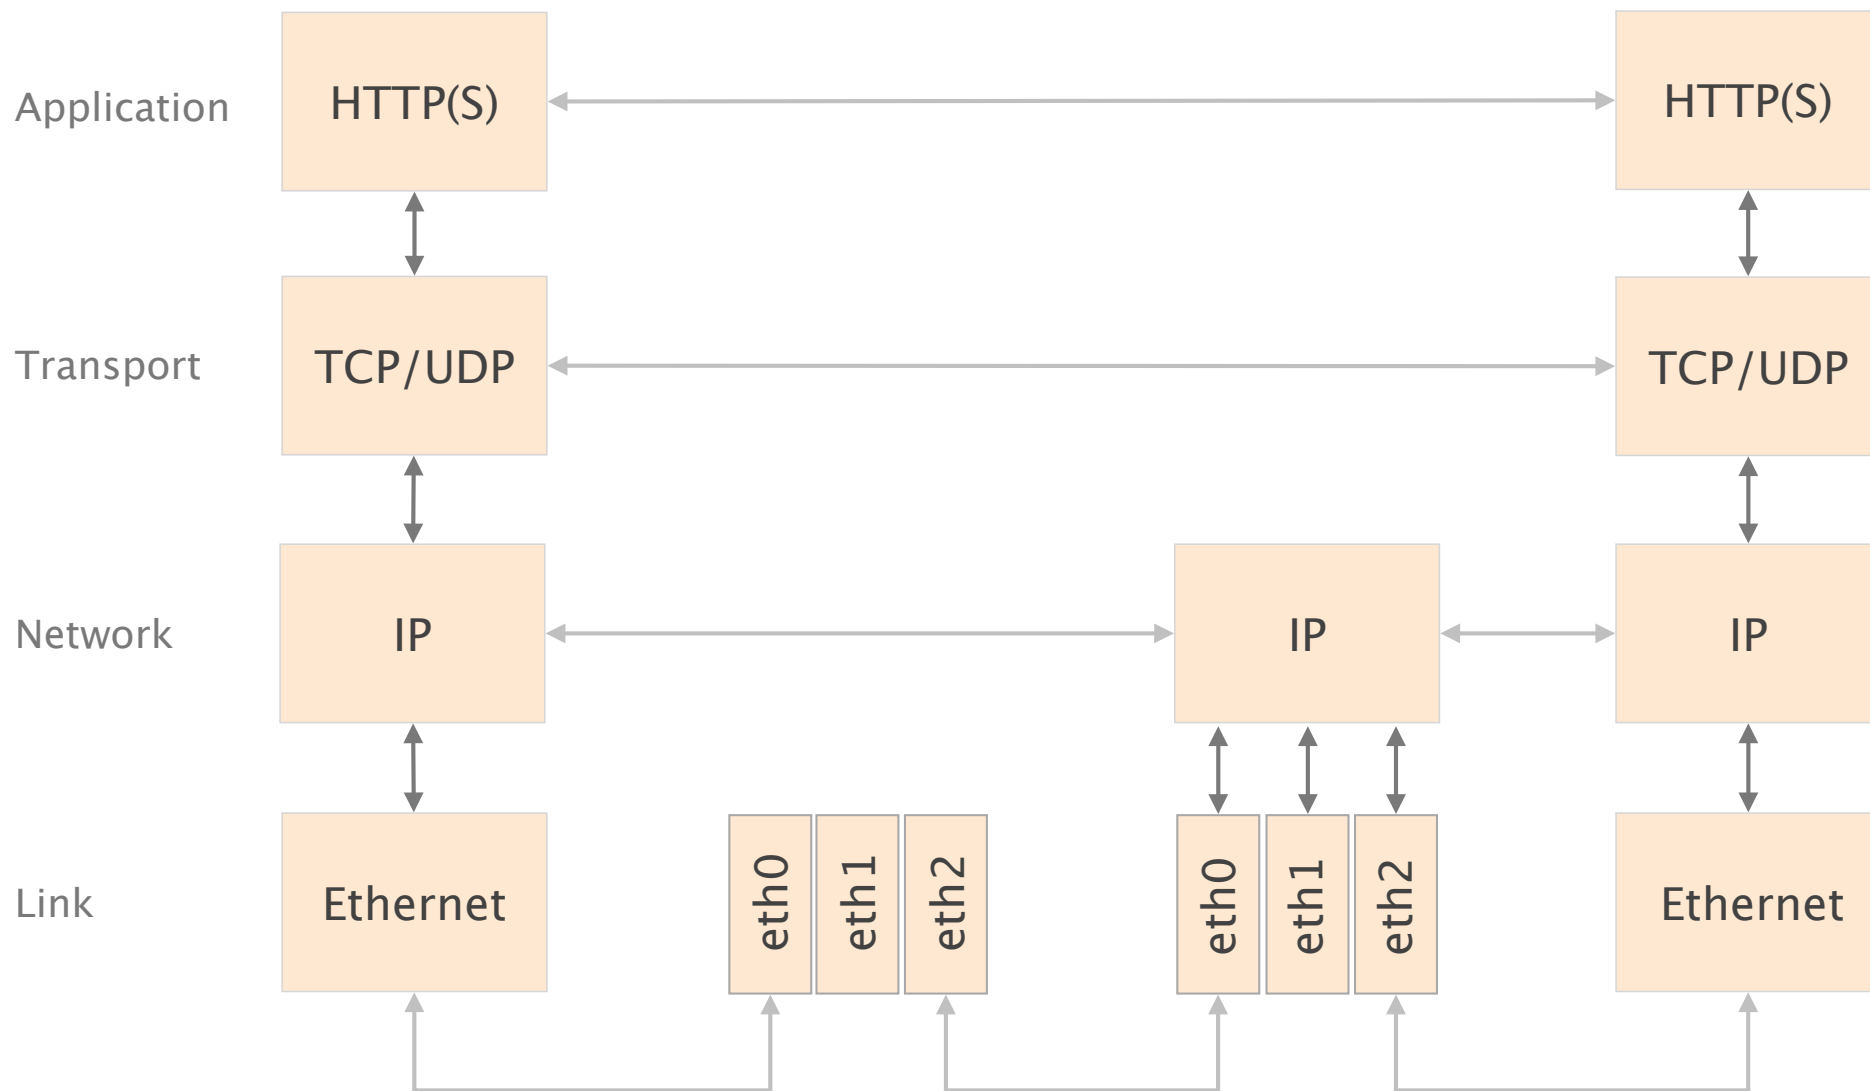 Application
HTTP(S)
HTTP(S)
Transport
TCP/UDP
TCP/UDP
Network
IP
IP
IP
Link
Ethernet
eth0
eth1
eth2
eth0
eth1
eth2
Ethernet